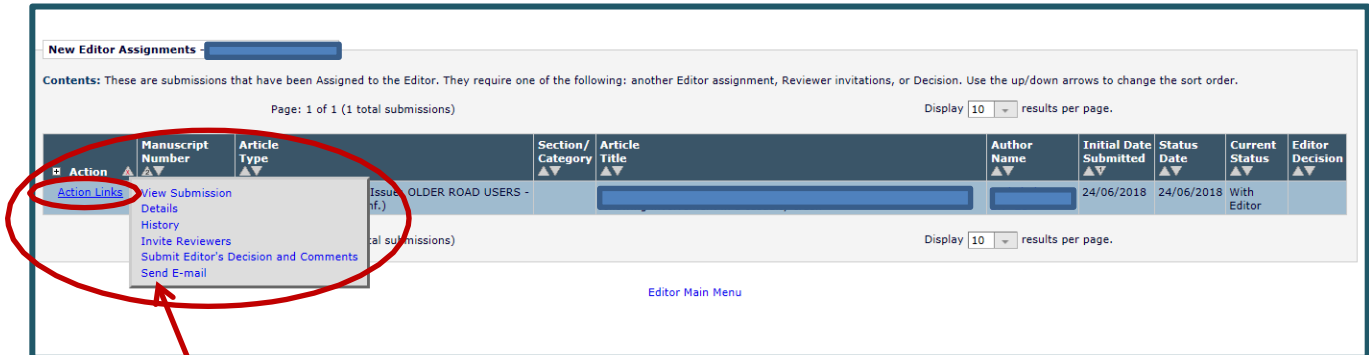 New Editor Assignments -
Contents: These are submissions that have been Assigned to the Editor. They require one of the following: another Editor assignment, Reviewer invitations, or Decision. Use the up/down arrows to change the sort order.
Page: 1 of 1 (1 total submissions) Display 10 results per page.
Action Manuscript Number Article Type Section/ Category Article Title Author Name Initial Date Submitted Status Date Current Status Editor Decision
Action Links Issue: OLDER ROAD USERS - 24/06/2018 24/06/2018 With Editor
View Submission
Details
History
Invite Reviewers
Submit Editor's Decision and Comments
Send E-mail
submissions) Display 10 results per page.
Editor Main Menu